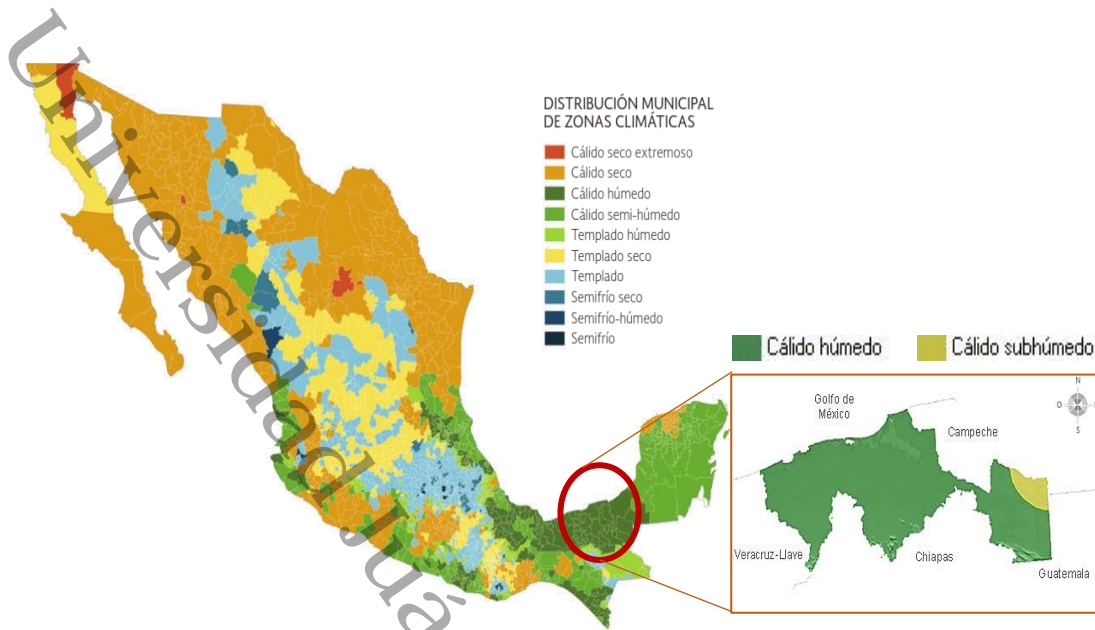 Universidad Juá
DISTRIBUCIÓN MUNICIPAL
DE ZONAS CLIMÁTICAS
Cálido seco extremoso
Cálido seco
Cálido húmedo
Cálido semi-húmedo
Templado húmedo
Templado seco
Templado
Semifrío seco
Semifrío-húmedo
Semifrío
Cálido húmedo
Cálido subhúmedo
Golfo de
México
Campeche
N
O
S
Veracruz-Llave
Chiapas
Guatemala